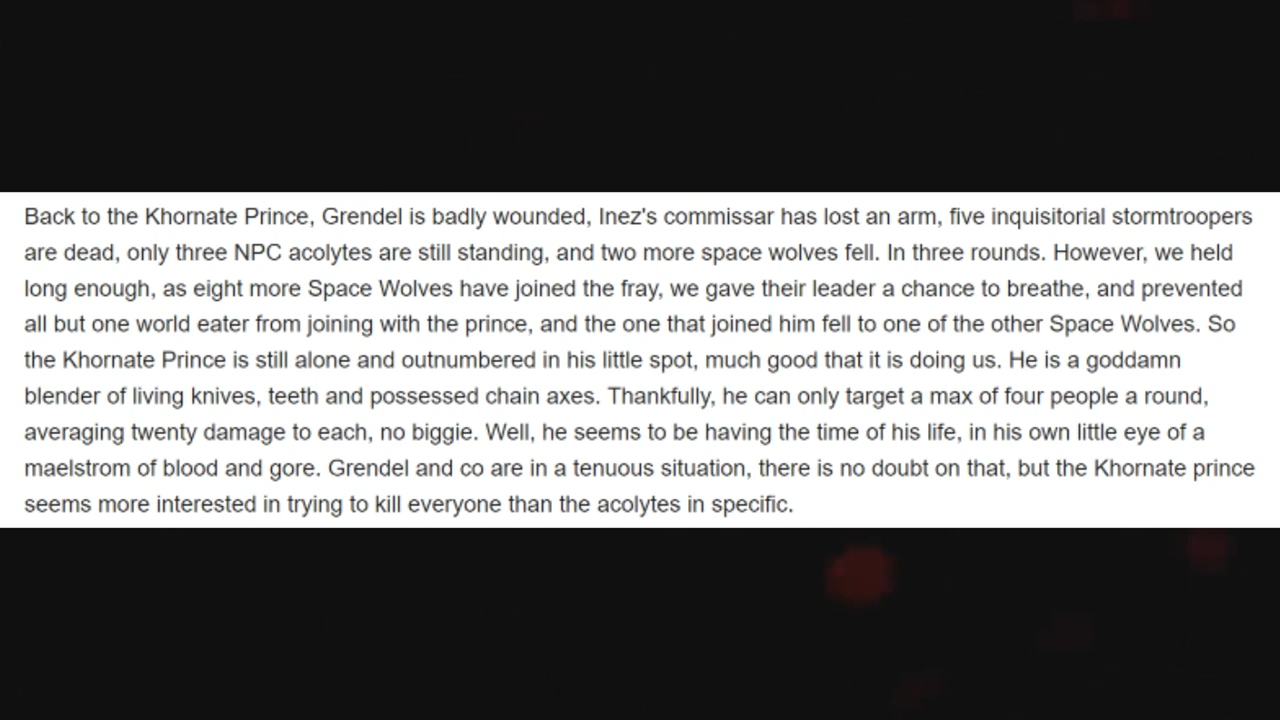 Back to the Khornate Prince, Grendel is badly wounded, Inez's commissar has lost an arm, five inquisitorial stormtroopers
are dead, only three NPC acolytes are still standing, and two more space wolves fell. In three rounds. However, we held
long enough, as eight more Space Wolves have joined the fray, we gave their leader a chance to breathe, and prevented
all but one world eater from joining with the prince, and the one that joined him fell to one of the other Space Wolves. So
the Khornate Prince is still alone and outnumbered in his little spot, much good that it is doing us. He is a goddamn
blender of living knives, teeth and possessed chain axes. Thankfully, he can only target a max of four people a round,
averaging twenty damage to each, no biggie. Well, he seems to be having the time of his life, in his own little eye of a
maelstrom of blood and gore. Grendel and co are in a tenuous situation, there is no doubt on that, but the Khornate prince
seems more interested in trying to kill everyone than the acolytes in specific.